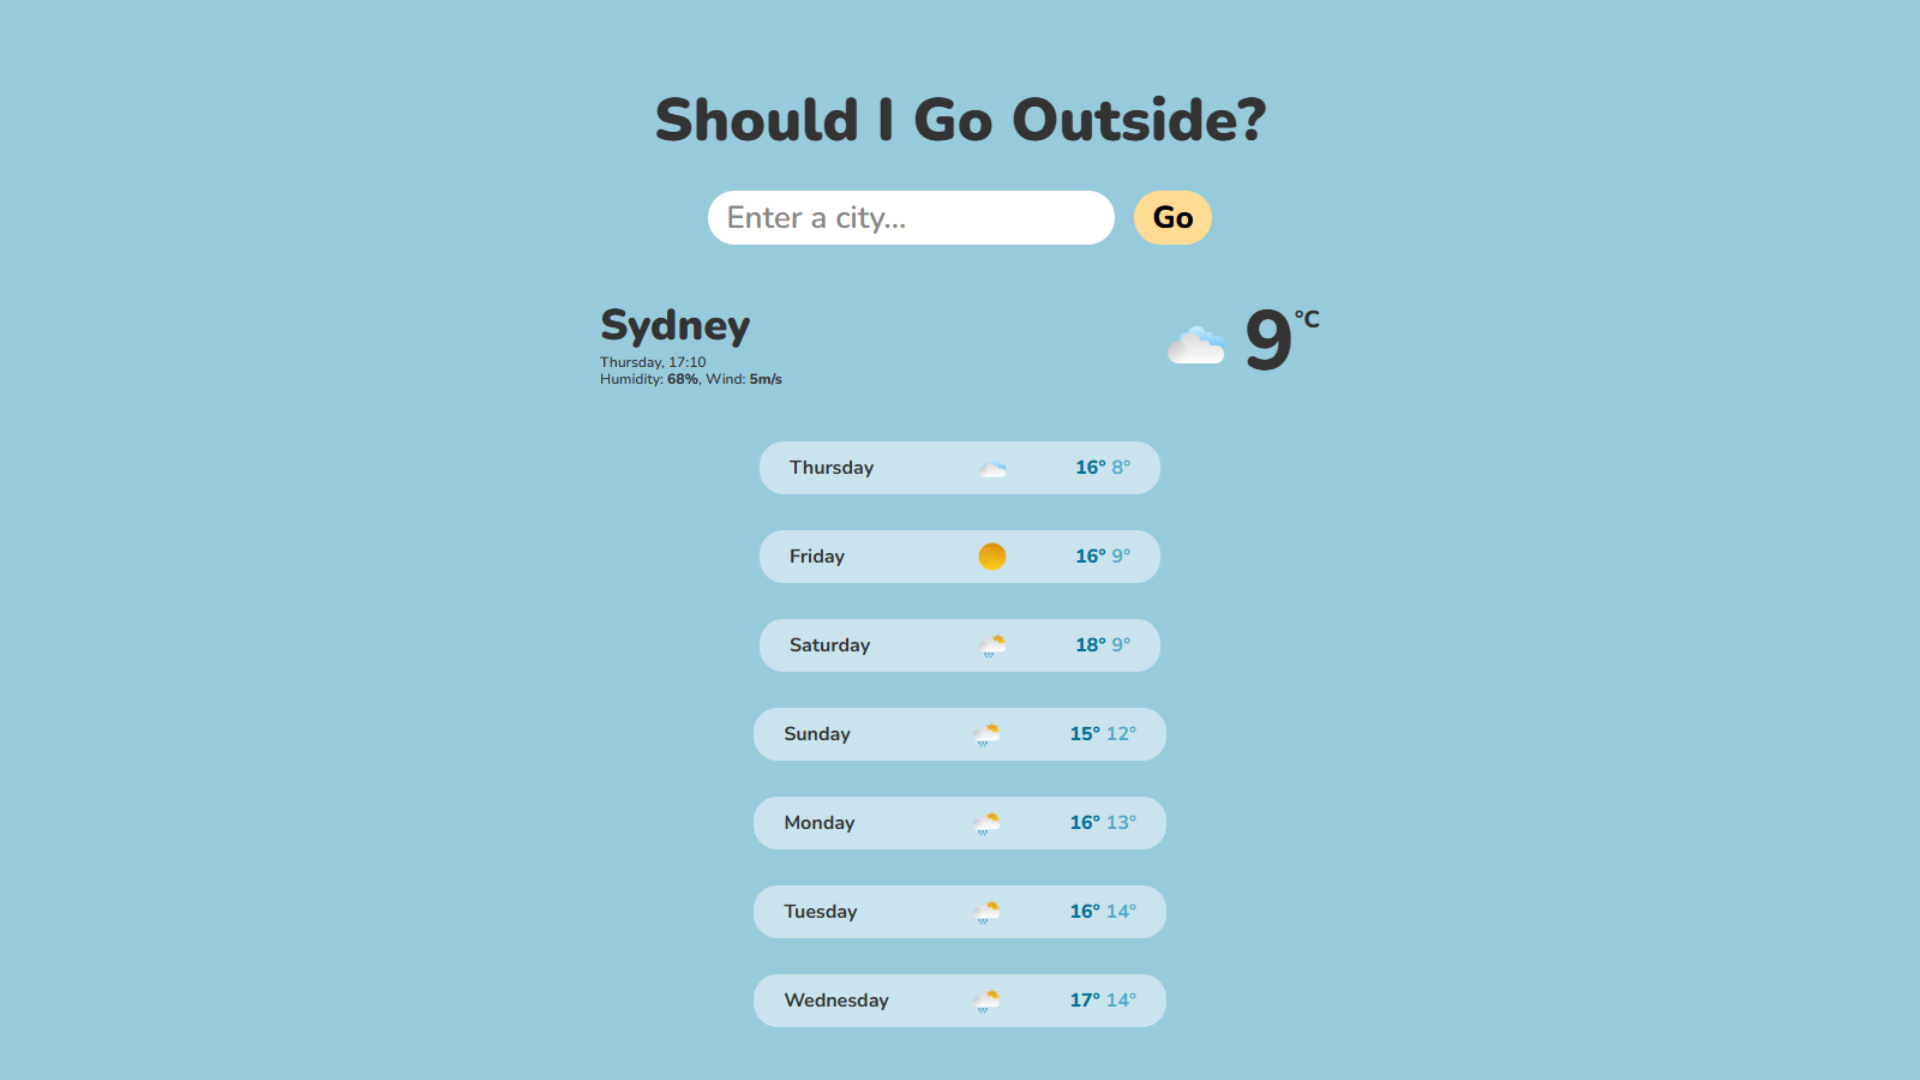 Should I Go Outside?
Enter a city...
Go
Sydney
Thursday, 17:10
Humidity: 68%, Wind: 5m/s
9°C
Thursday 16° 8°
Friday 16° 9°
Saturday 18° 9°
Sunday 15° 12°
Monday 16° 13°
Tuesday 16° 14°
Wednesday 17° 14°